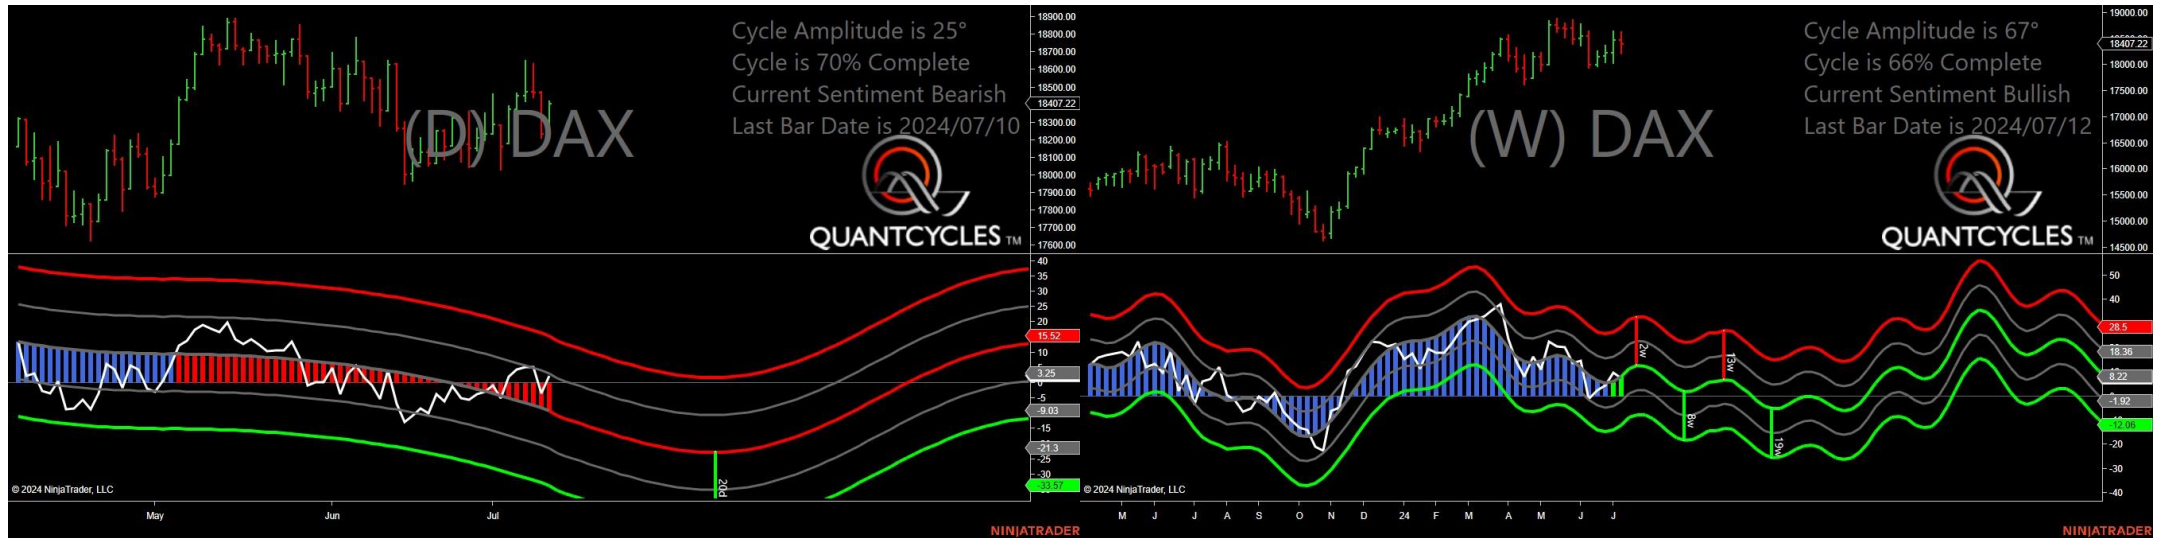 Cycle Amplitude is 25°
Cycle is 70% Complete
Current Sentiment Bearish
Last Bar Date is 2024/07/10
(D) DAX
QUANTCYCLES TM
18900.00
18800.00
18700.00
18600.00
18500.00
18407.22
18300.00
18200.00
18100.00
18000.00
17900.00
17800.00
17700.00
17600.00
40
35
30
25
20
15.52
10
3.25
-5
-9.03
-15
-21.3
-25
-30
-33.57
20d
© 2024 NinjaTrader, LLC
May
Jun
Jul
NINJATRADER
Cycle Amplitude is 67°
Cycle is 66% Complete
Current Sentiment Bullish
Last Bar Date is 2024/07/12
(W) DAX
QUANTCYCLES TM
19000.00
18407.22
18000.00
17500.00
17000.00
16500.00
16000.00
15500.00
15000.00
14500.00
50
40
28.5
18.36
8.22
-1.92
-12.06
-20
-30
-40
2w
8w
13w
19w
© 2024 NinjaTrader, LLC
M
J
J
A
S
O
N
D
24
F
M
A
M
J
J
NINJATRADER